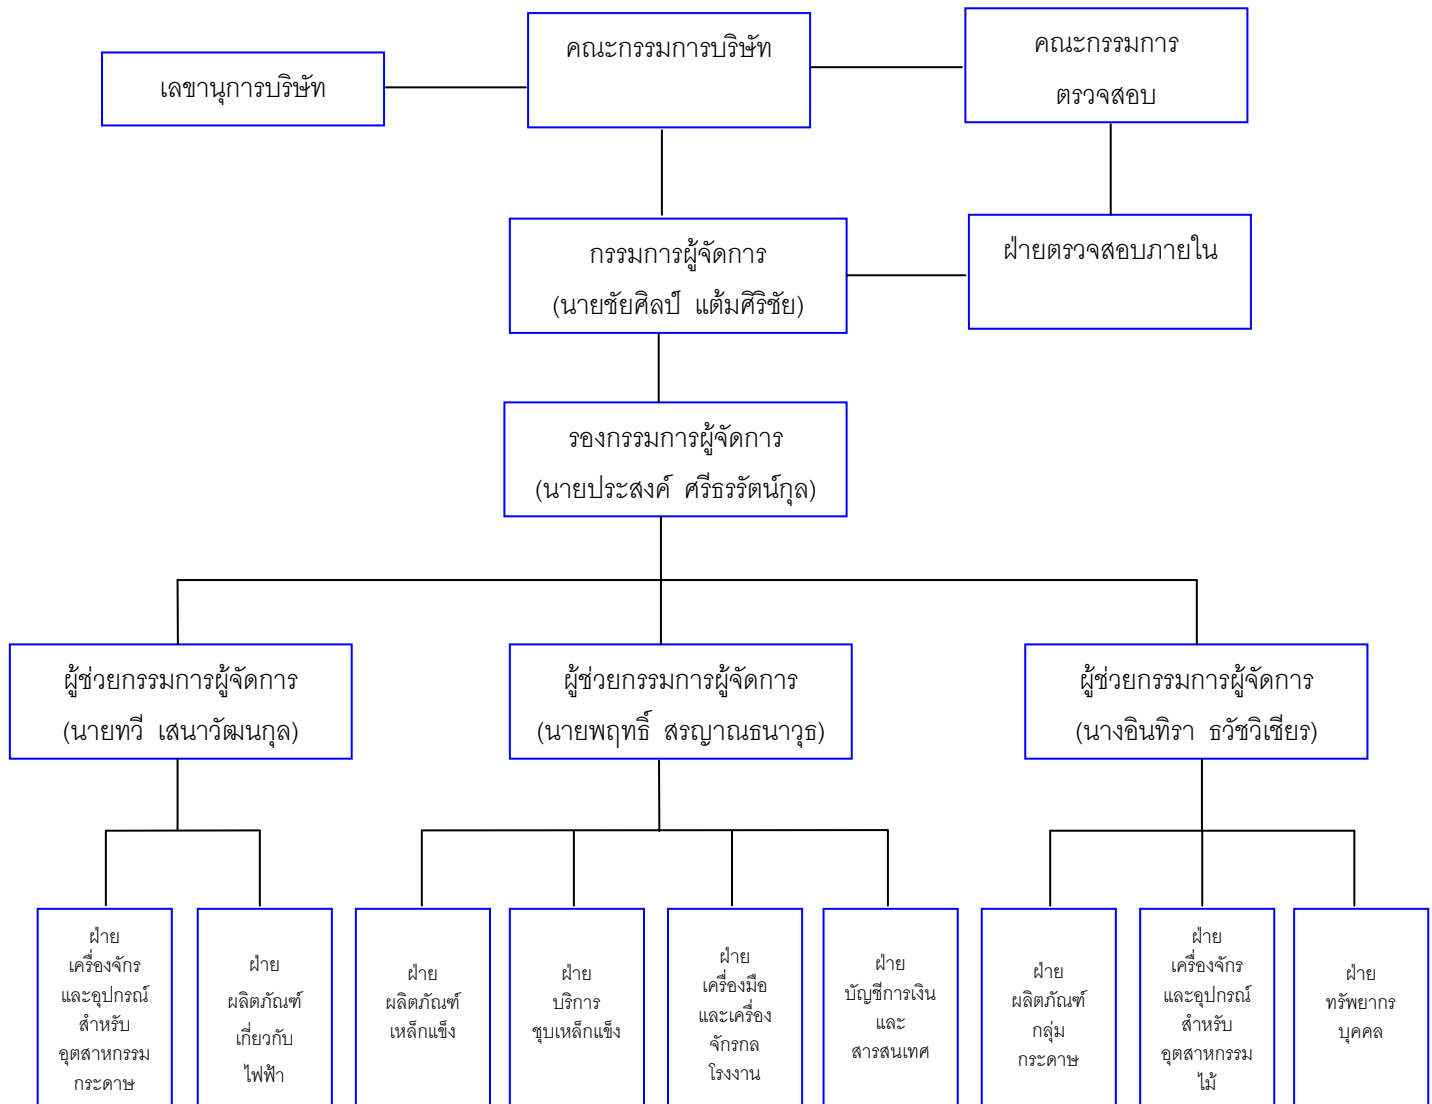 คณะกรรมการบริษัท
คณะกรรมการ
ตรวจสอบ
เลขานุการบริษัท
กรรมการผู้จัดการ
(นายชัยศิลป์ แต้มศิริชัย)
ฝ่ายตรวจสอบภายใน
รองกรรมการผู้จัดการ
(นายประสงค์ ศรีธรรัตน์กุล)
ผู้ช่วยกรรมการผู้จัดการ
(นายทวี เสนาวัฒนกุล)
ผู้ช่วยกรรมการผู้จัดการ
(นายพฤทธิ์ สรญาณธนาวุธ)
ผู้ช่วยกรรมการผู้จัดการ
(นางอินทิรา ธวัชวิเชียร)
ฝ่าย
เครื่องจักร
และอุปกรณ์
สำหรับ
อุตสาหกรรม
กระดาษ
ฝ่าย
ผลิตภัณฑ์
เกี่ยวกับ
ไฟฟ้า
ฝ่าย
ผลิตภัณฑ์
เหล็กแข็ง
ฝ่าย
บริการ
ชุบเหล็กแข็ง
ฝ่าย
เครื่องมือ
และเครื่อง
จักรกล
โรงงาน
ฝ่าย
บัญชีการเงิน
และ
สารสนเทศ
ฝ่าย
ผลิตภัณฑ์
กลุ่ม
กระดาษ
ฝ่าย
เครื่องจักร
และอุปกรณ์
สำหรับ
อุตสาหกรรม
ไม้
ฝ่าย
ทรัพยากร
บุคคล